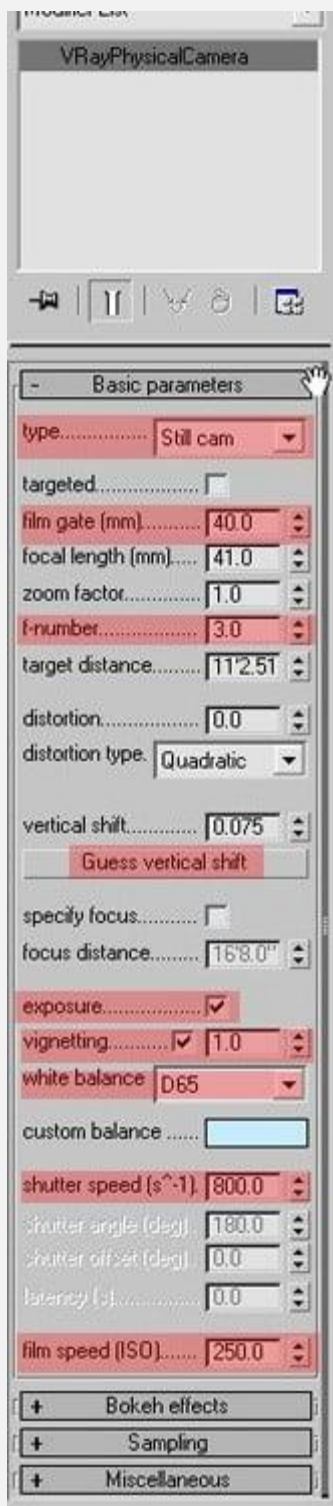 Modifier List
VRayPhysicalCamera
- Basic parameters
type................ Still cam
targeted...................
film gate (mm).......... 40.0
focal length (mm)..... 41.0
zoom factor............. 1.0
f-number.................. 3.0
target distance......... 11'2.51
distortion................. 0.0
distortion type. Quadratic
vertical shift............ 0.075
Guess vertical shift
specify focus...........
focus distance......... 16'8.0"
exposure...................
vignetting........... 1.0
white balance D65
custom balance ......
shutter speed (s^-1). 800.0
shutter angle (deg).. 180.0
shutter offset (deg). 0.0
latency (s)............... 0.0
film speed (ISO)....... 250.0
+ Bokeh effects
+ Sampling
+ Miscellaneous